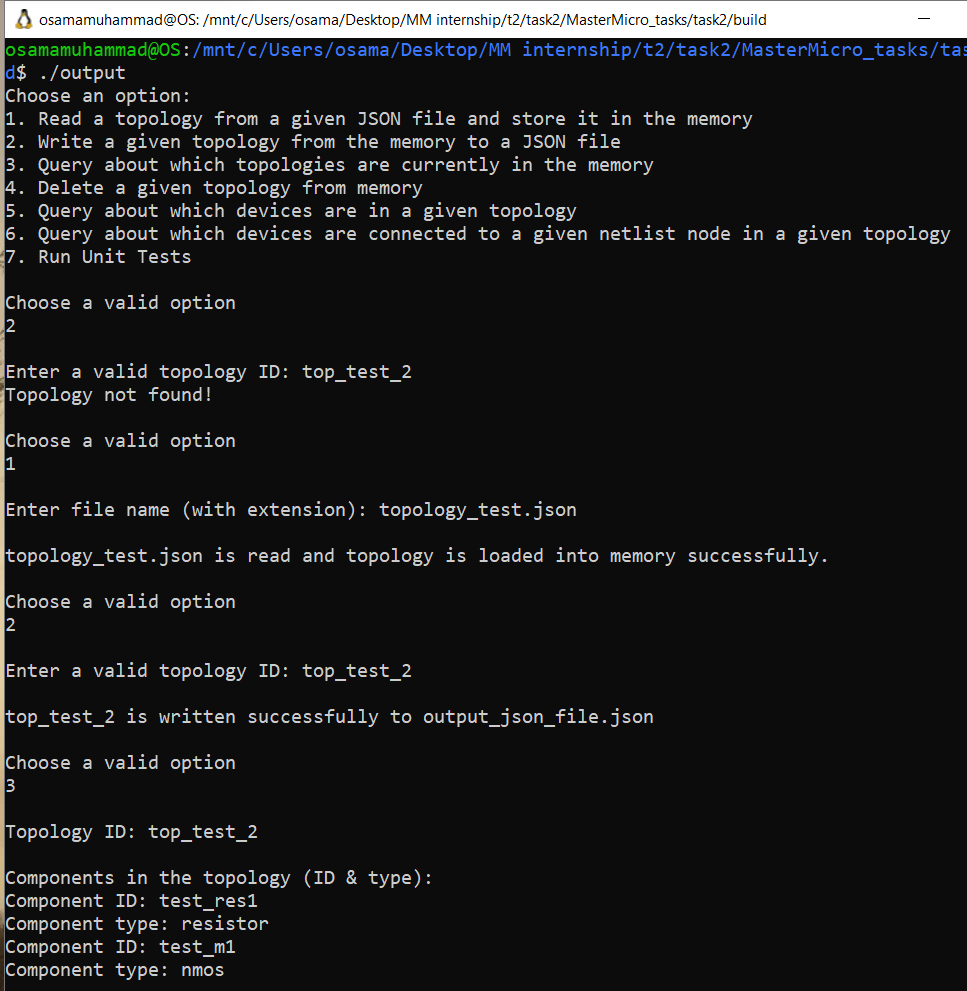 osamamuhammad@OS: /mnt/c/Users/osama/Desktop/MM internship/t2/task2/MasterMicro_tasks/task2/build
osamamuhammad@OS:/mnt/c/Users/osama/Desktop/MM internship/t2/task2/MasterMicro_tasks/tas
d$ ./output
Choose an option:
1. Read a topology from a given JSON file and store it in the memory
2. Write a given topology from the memory to a JSON file
3. Query about which topologies are currently in the memory
4. Delete a given topology from memory
5. Query about which devices are in a given topology
6. Query about which devices are connected to a given netlist node in a given topology
7. Run Unit Tests
Choose a valid option
2
Enter a valid topology ID: top_test_2
Topology not found!
Choose a valid option
1
Enter file name (with extension): topology_test.json
topology_test.json is read and topology is loaded into memory successfully.
Choose a valid option
2
Enter a valid topology ID: top_test_2
top_test_2 is written successfully to output_json_file.json
Choose a valid option
3
Topology ID: top_test_2
Components in the topology (ID & type):
Component ID: test_res1
Component type: resistor
Component ID: test_m1
Component type: nmos